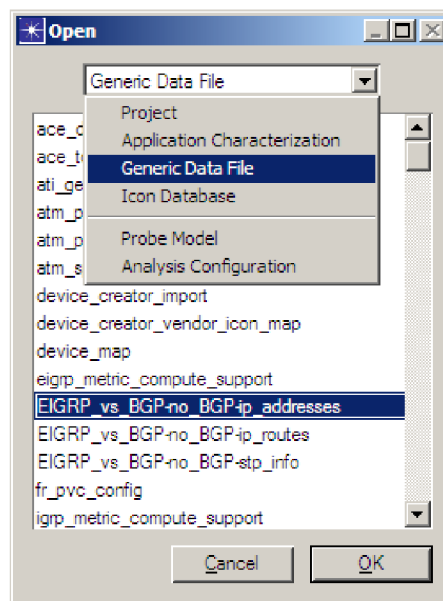 Open
Generic Data File
Project
Application Characterization
Generic Data File
Icon Database
Probe Model
Analysis Configuration
device_creator_import
device_creator_vendor_icon_map
device_map
eigrp_metric_compute_support
EIGRP_vs_BGP-no_BGP-ip_addresses
EIGRP_vs_BGP-no_BGP-ip_routes
EIGRP_vs_BGP-no_BGP-stp_info
fr_pvc_config
igrp_metric_compute_support
Cancel OK